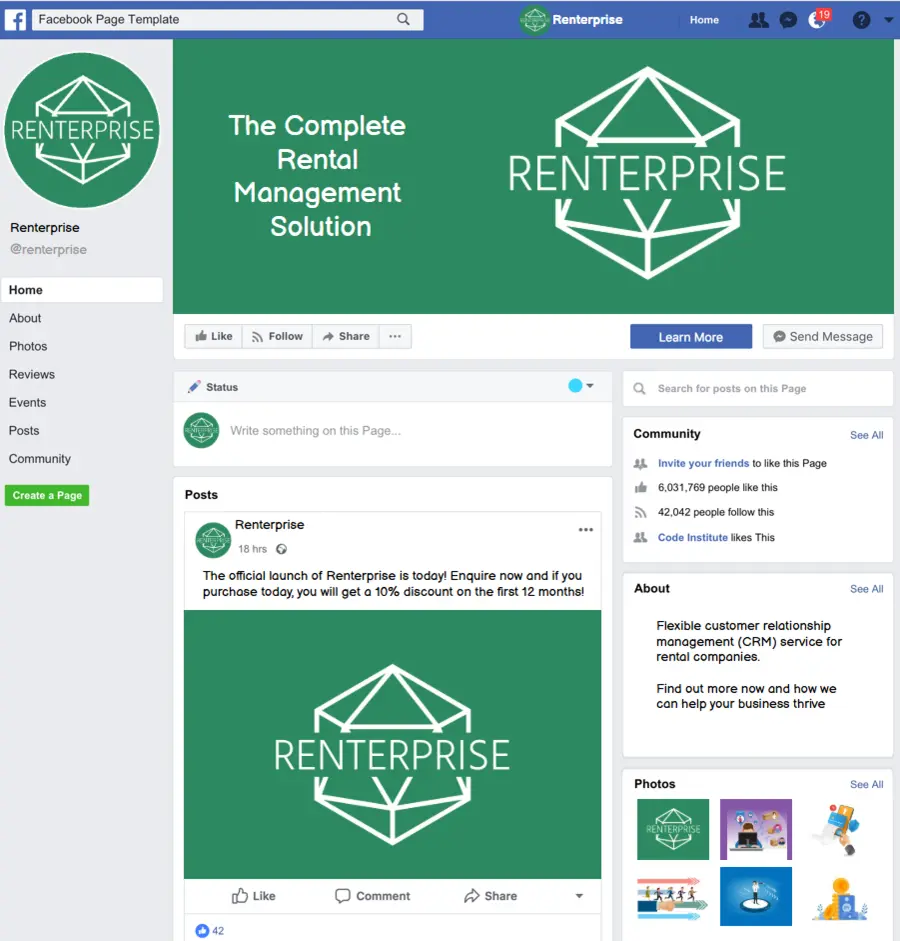 Facebook Page Template
Renterprise
Home
19
?
RENTERPRISE
Renterprise
@renterprise
Home
About
Photos
Reviews
Events
Posts
Community
Create a Page
The Complete
Rental
Management
Solution
RENTERPRISE
Like
Follow
Share
Learn More
Send Message
Status
Write something on this Page...
Posts
Renterprise
18 hrs
The official launch of Renterprise is today! Enquire now and if you
purchase today, you will get a 10% discount on the first 12 months!
RENTERPRISE
Like
Comment
Share
42
Search for posts on this Page
Community
See All
Invite your friends to like this Page
6,031,769 people like this
42,042 people follow this
Code Institute likes This
About
See All
Flexible customer relationship
management (CRM) service for
rental companies.
Find out more now and how we
can help your business thrive
Photos
See All
RENTERPRISE